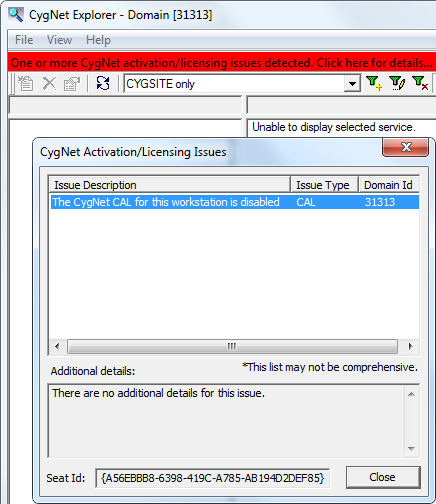 CygNet Explorer - Domain [31313]
File View Help
One or more CygNet activation/licensing issues detected. Click here for details...
CYGSITE only
Unable to display selected service.
CygNet Activation/Licensing Issues
Issue Description Issue Type Domain Id
The CygNet CAL for this workstation is disabled CAL 31313
Additional details:
*This list may not be comprehensive.
There are no additional details for this issue.
Seat Id: {A56EBBB8-6398-419C-A785-AB194D2DEF85} Close